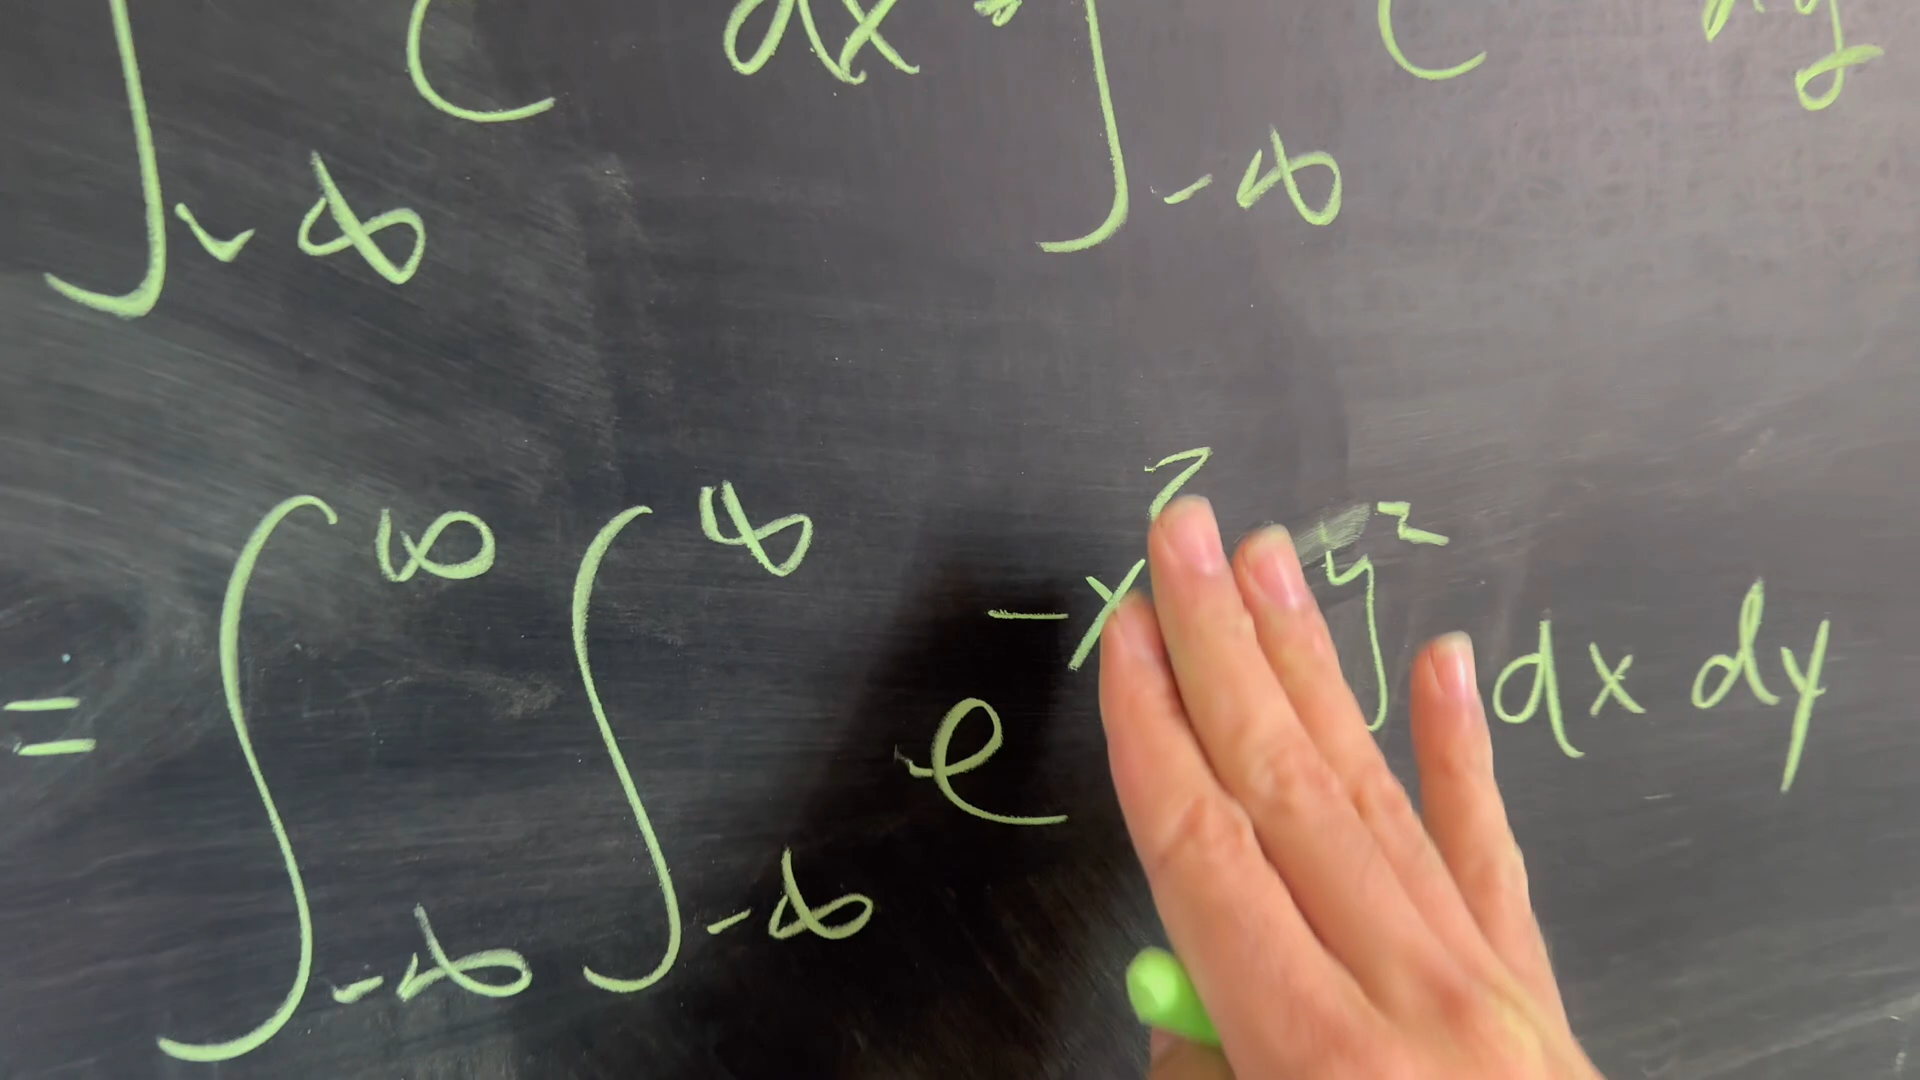 ∫_{-∞} e dx = ∫_{-∞} e dy
= ∫_{-∞}^{∞} ∫_{-∞}^{∞} e^{-x² y²} dx dy